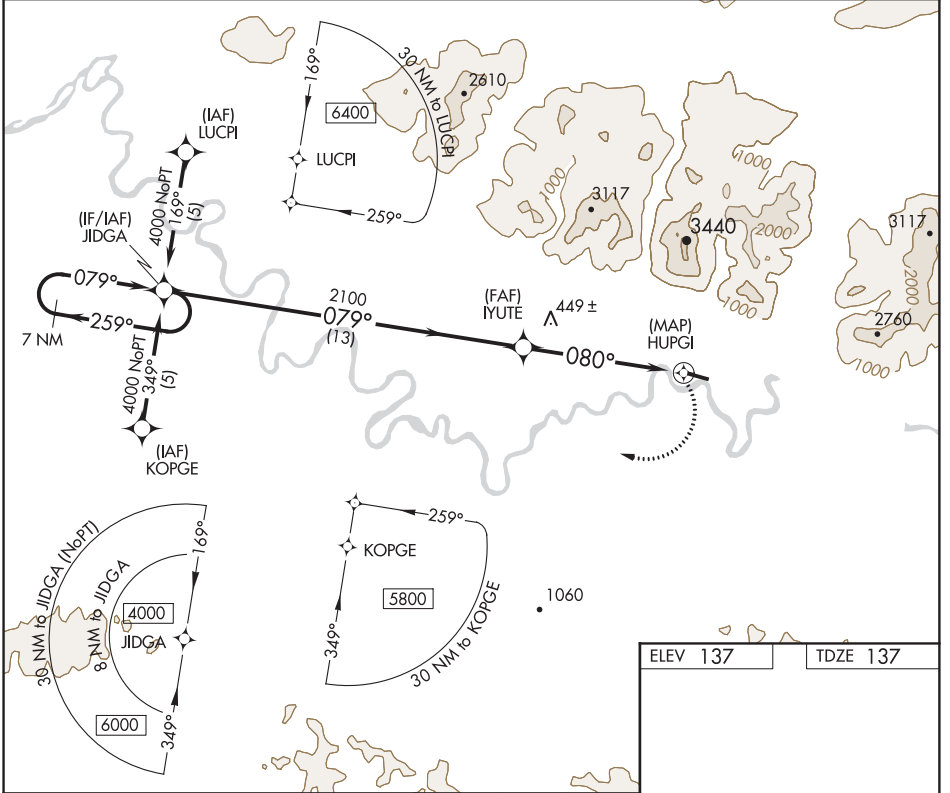 (IAF)
LUCPI
169°
30 NM to LUCPI
6400
LUCPI
259°
2610
1000
3117
3440
1000
2000
1000
3117
2000
2760
1000
4000 NoPT
169°
(5)
(IF/IAF)
JIDGA
079°
259°
7 NM
2100
079°
(13)
(FAF)
IYUTE
449 ±
080°
(MAP)
HUPGI
4000 NoPT
349°
(5)
(IAF)
KOPGE
30 NM to JIDGA (NoPT)
8 NM to JIDGA
169°
4000
JIDGA
6000
349°
259°
KOPGE
5800
349°
30 NM to KOPGE
1060
ELEV 137
TDZE 137